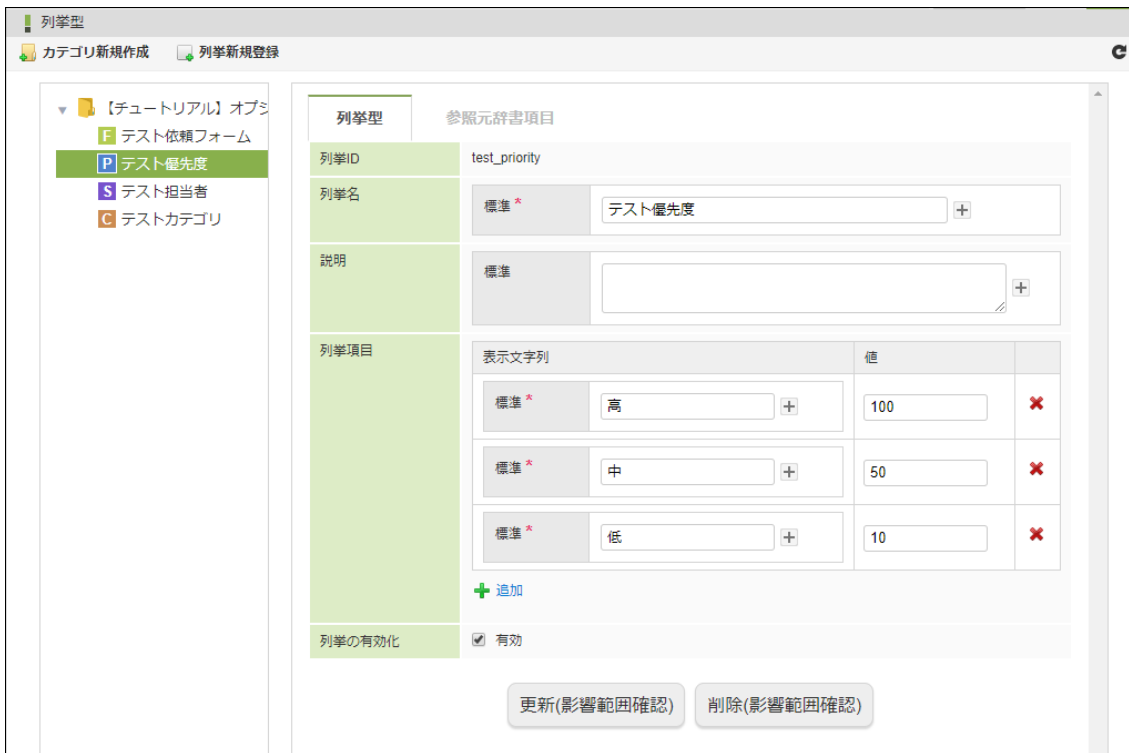 列挙型
カテゴリ新規作成 列挙新規登録
【チュートリアル】オプシ
F テスト依頼フォーム
P テスト優先度
S テスト担当者
C テストカテゴリ
列挙型 参照元辞書項目
列挙ID test_priority
列挙名 標準* テスト優先度
説明 標準
列挙項目 表示文字列 値
標準* 高 100
標準* 中 50
標準* 低 10
追加
列挙の有効化 有効
更新(影響範囲確認) 削除(影響範囲確認)